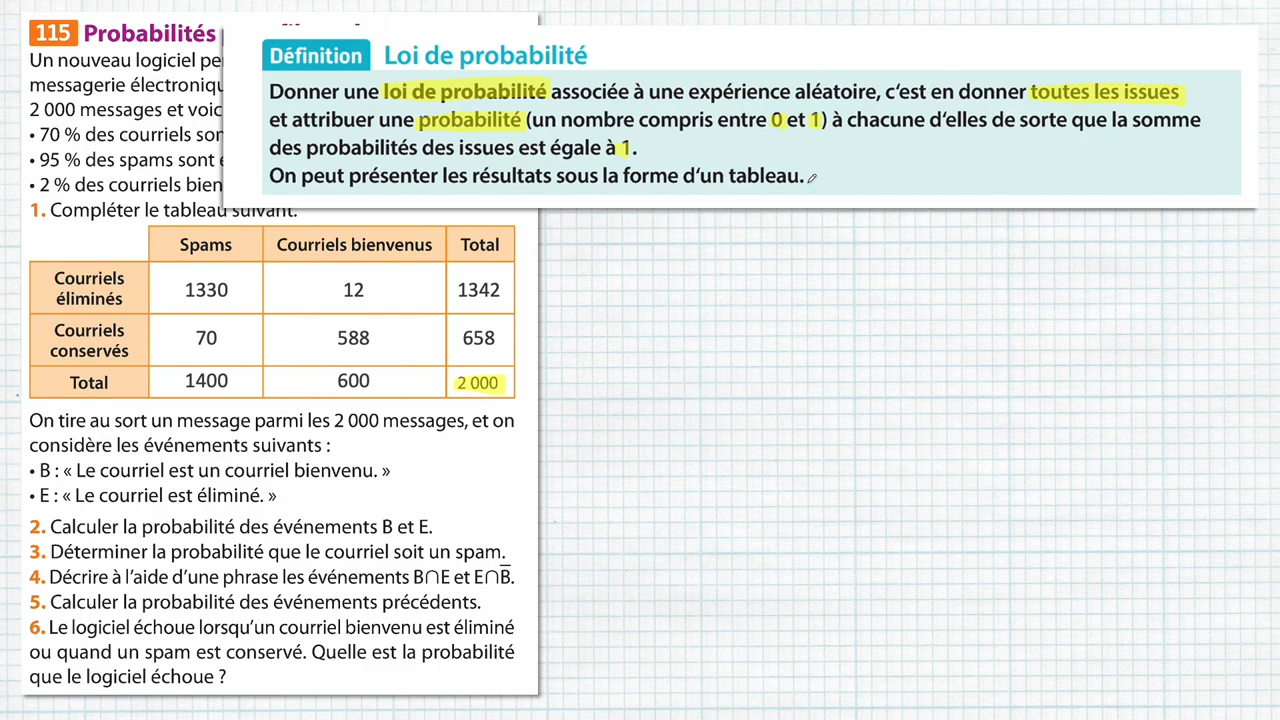 115 Probabilités
Un nouveau logiciel
messagerie
2 000 messages et
• 70 % des courriels
• 95 % des spams sont
• 2 % des courriels
1. Compléter le tableau suivant.
Définition Loi de probabilité
Donner une loi de probabilité associée à une expérience aléatoire, c'est en donner toutes les issues
et attribuer une probabilité (un nombre compris entre 0 et 1) à chacune d'elles de sorte que la somme
des probabilités des issues est égale à 1.
On peut présenter les résultats sous la forme d'un tableau.
Spams Courriels bienvenus Total
Courriels
éliminés 1330 12 1342
Courriels
conservés 70 588 658
Total 1400 600 2 000
On tire au sort un message parmi les 2 000 messages, et on
considère les événements suivants :
• B : « Le courriel est un courriel bienvenu. »
• E : « Le courriel est éliminé. »
2. Calculer la probabilité des événements B et E.
3. Déterminer la probabilité que le courriel soit un spam.
4. Décrire à l'aide d'une phrase les événements B∩E et E∩B̅.
5. Calculer la probabilité des événements précédents.
6. Le logiciel échoue lorsqu'un courriel bienvenu est éliminé
ou quand un spam est conservé. Quelle est la probabilité
que le logiciel échoue ?